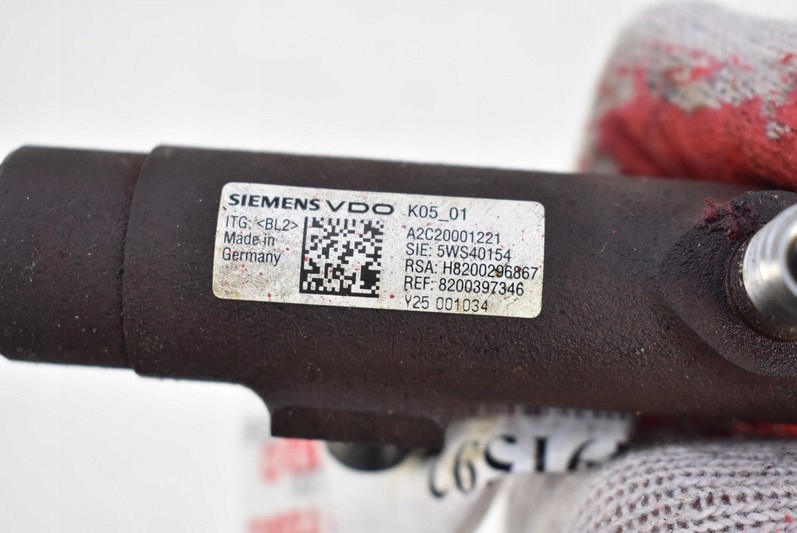 SIEMENS VDO K05_01
ITG: <BL2> A2C20001221
Made in SIE: 5WS40154
Germany RSA: H8200296867
REF: 8200397346
Y25 001034